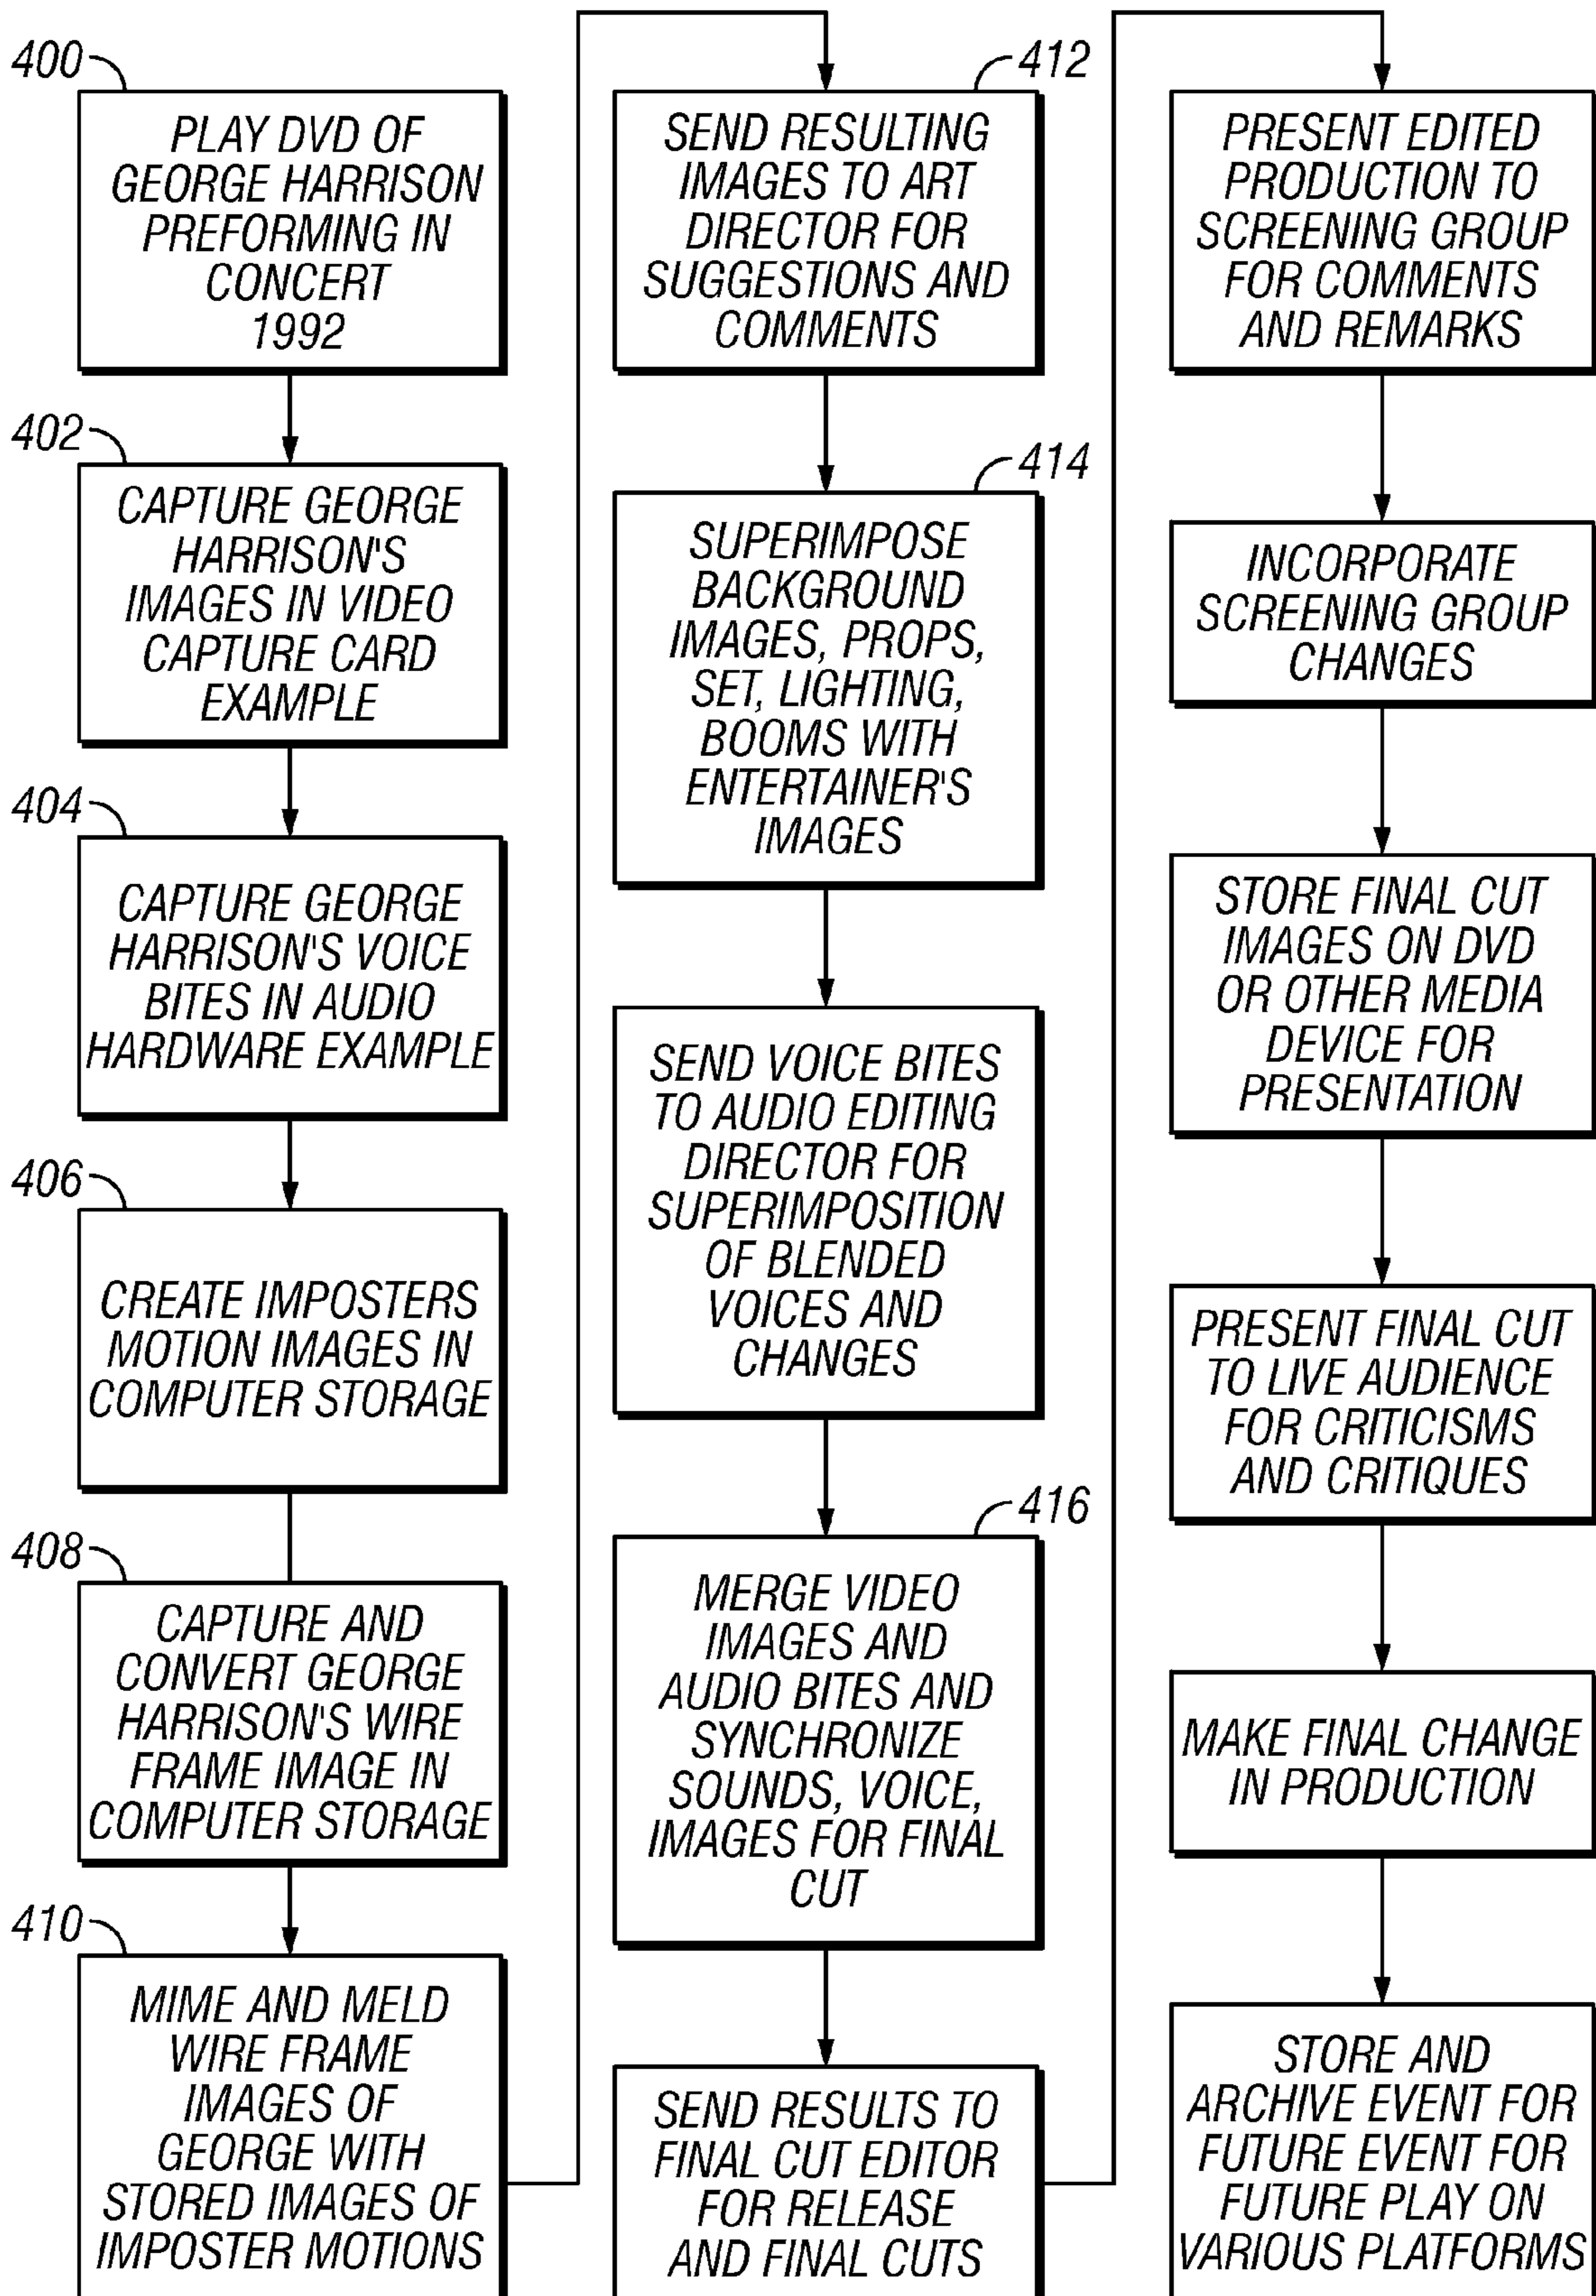 400
PLAY DVD OF
GEORGE HARRISON
PREFORMING IN
CONCERT
1992
402
CAPTURE GEORGE
HARRISON'S
IMAGES IN VIDEO
CAPTURE CARD
EXAMPLE
404
CAPTURE GEORGE
HARRISON'S VOICE
BITES IN AUDIO
HARDWARE EXAMPLE
406
CREATE IMPOSTERS
MOTION IMAGES IN
COMPUTER STORAGE
408
CAPTURE AND
CONVERT GEORGE
HARRISON'S WIRE
FRAME IMAGE IN
COMPUTER STORAGE
410
MIME AND MELD
WIRE FRAME
IMAGES OF
GEORGE WITH
STORED IMAGES OF
IMPOSTER MOTIONS
412
SEND RESULTING
IMAGES TO ART
DIRECTOR FOR
SUGGESTIONS AND
COMMENTS
414
SUPERIMPOSE
BACKGROUND
IMAGES, PROPS,
SET, LIGHTING,
BOOMS WITH
ENTERTAINER'S
IMAGES
SEND VOICE BITES
TO AUDIO EDITING
DIRECTOR FOR
SUPERIMPOSITION
OF BLENDED
VOICES AND
CHANGES
416
MERGE VIDEO
IMAGES AND
AUDIO BITES AND
SYNCHRONIZE
SOUNDS, VOICE,
IMAGES FOR FINAL
CUT
SEND RESULTS TO
FINAL CUT EDITOR
FOR RELEASE
AND FINAL CUTS
PRESENT EDITED
PRODUCTION TO
SCREENING GROUP
FOR COMMENTS
AND REMARKS
INCORPORATE
SCREENING GROUP
CHANGES
STORE FINAL CUT
IMAGES ON DVD
OR OTHER MEDIA
DEVICE FOR
PRESENTATION
PRESENT FINAL CUT
TO LIVE AUDIENCE
FOR CRITICISMS
AND CRITIQUES
MAKE FINAL CHANGE
IN PRODUCTION
STORE AND
ARCHIVE EVENT FOR
FUTURE EVENT FOR
FUTURE PLAY ON
VARIOUS PLATFORMS